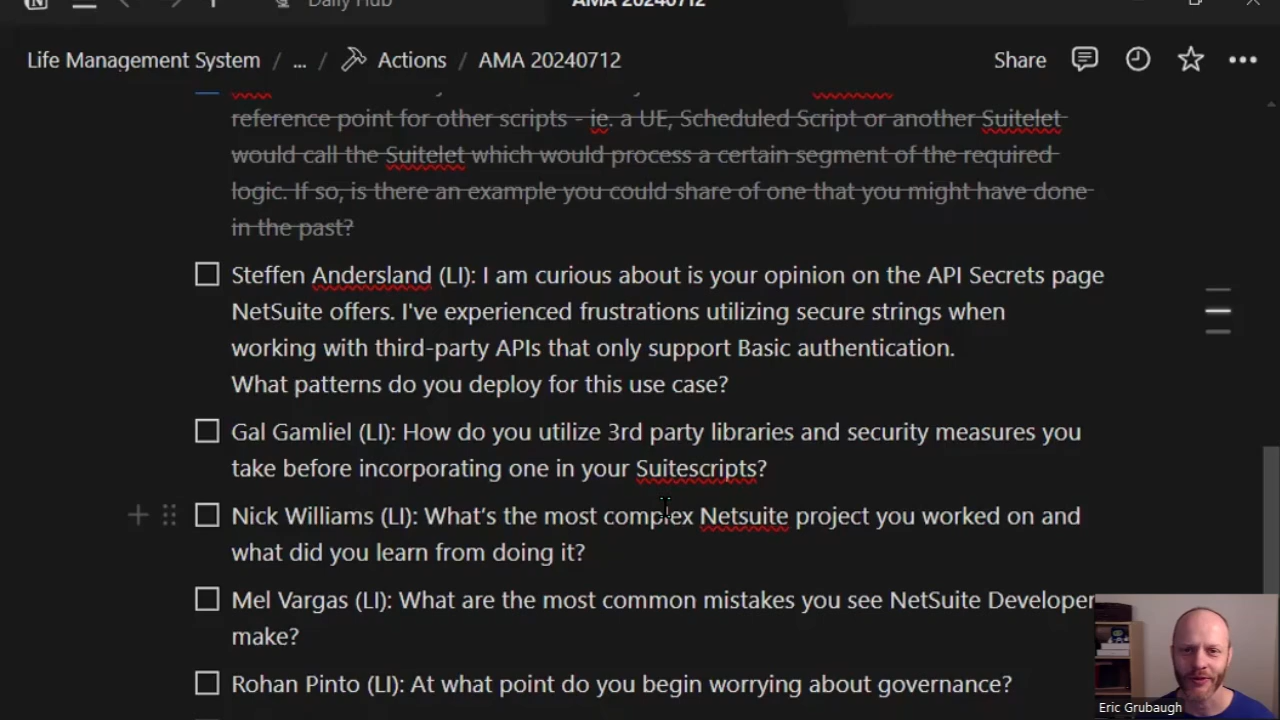 Daily Hub
AMA 20240712
Life Management System / ... / Actions / AMA 20240712
Share
reference point for other scripts - ie. a UE, Scheduled Script or another Suitelet
would call the Suitelet which would process a certain segment of the required
logic. If so, is there an example you could share of one that you might have done
in the past?
Steffen Andersland (LI): I am curious about is your opinion on the API Secrets page
NetSuite offers. I've experienced frustrations utilizing secure strings when
working with third-party APIs that only support Basic authentication.
What patterns do you deploy for this use case?
Gal Gamliel (LI): How do you utilize 3rd party libraries and security measures you
take before incorporating one in your Suitescripts?
Nick Williams (LI): What's the most complex Netsuite project you worked on and
what did you learn from doing it?
Mel Vargas (LI): What are the most common mistakes you see NetSuite Developer
make?
Rohan Pinto (LI): At what point do you begin worrying about governance?
Eric Grubaugh